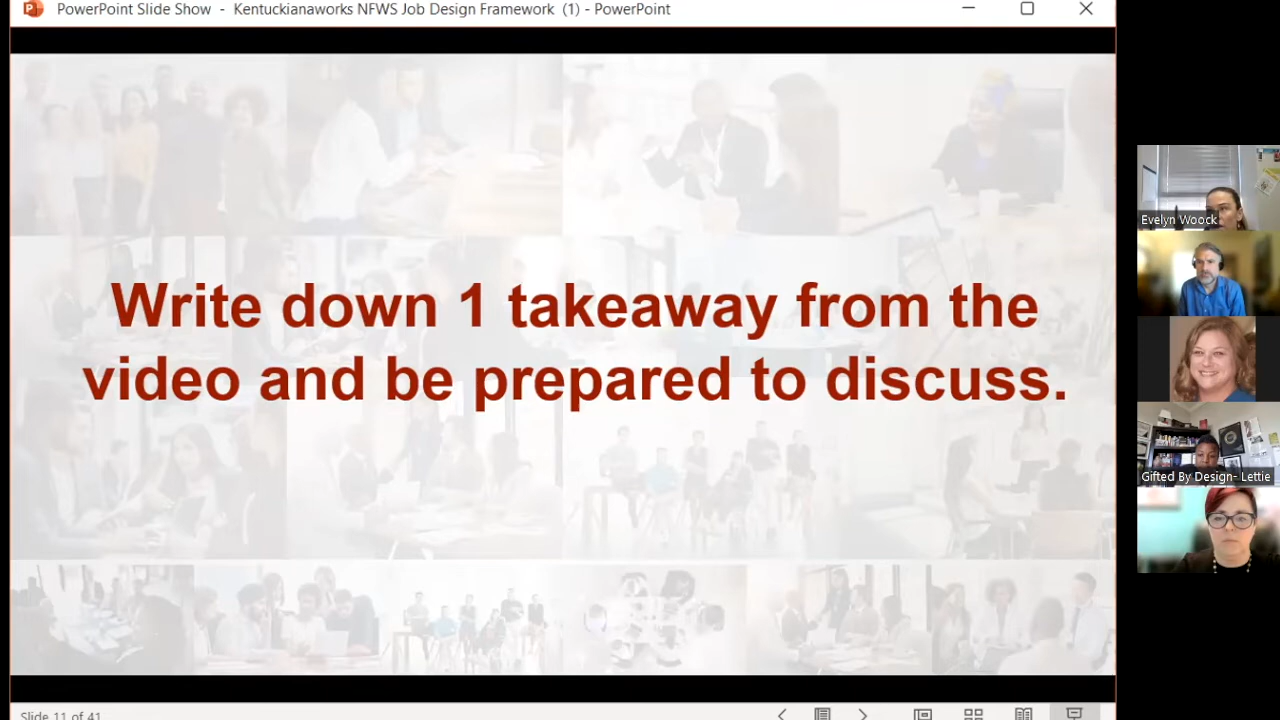 PowerPoint Slide Show - Kentuckianaworks NFWS Job Design Framework (1) - PowerPoint
Write down 1 takeaway from the
video and be prepared to discuss.
Evelyn Woock
Gifted By Design- Lettie
Slide 11 of 41